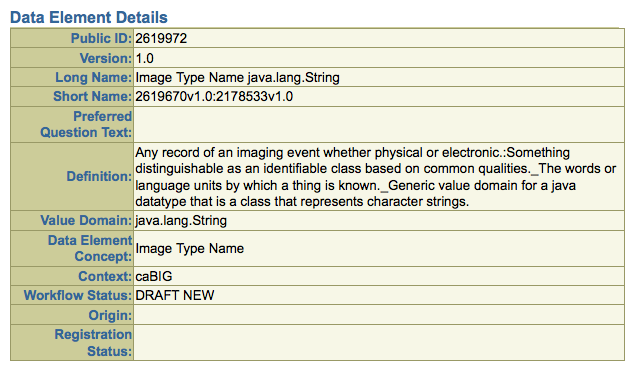 Data Element Details
Public ID: 2619972
Version: 1.0
Long Name: Image Type Name java.lang.String
Short Name: 2619670v1.0:2178533v1.0
Preferred
Question Text:
Definition: Any record of an imaging event whether physical or electronic.:Something
distinguishable as an identifiable class based on common qualities._The words or
language units by which a thing is known._Generic value domain for a java
datatype that is a class that represents character strings.
Value Domain: java.lang.String
Data Element
Concept: Image Type Name
Context: caBIG
Workflow Status: DRAFT NEW
Origin:
Registration
Status: